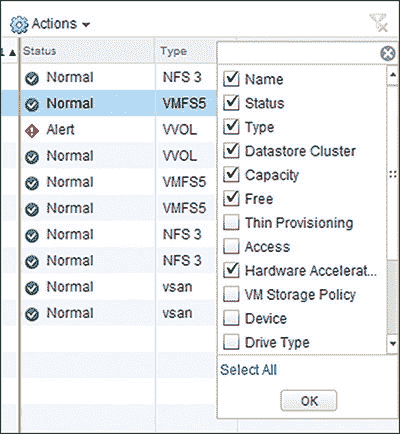 Actions
1 Status Type
Normal NFS 3
Normal VMFS5
Alert VVOL
Normal VVOL
Normal VMFS5
Normal VMFS5
Normal NFS 3
Normal NFS 3
Normal vsan
Normal vsan
Name
Status
Type
Datastore Cluster
Capacity
Free
Thin Provisioning
Access
Hardware Accelerat...
VM Storage Policy
Device
Drive Type
Select All
OK